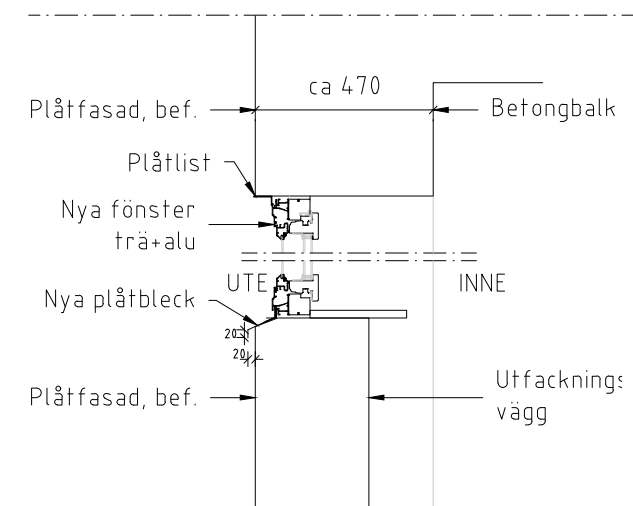 ca 470
Plåtfasad, bef.
Betongbalk
Plåtlist
Nya fönster
trä+alu
UTE
INNE
Nya plåtbleck
20
20
Plåtfasad, bef.
Utfacknings
vägg